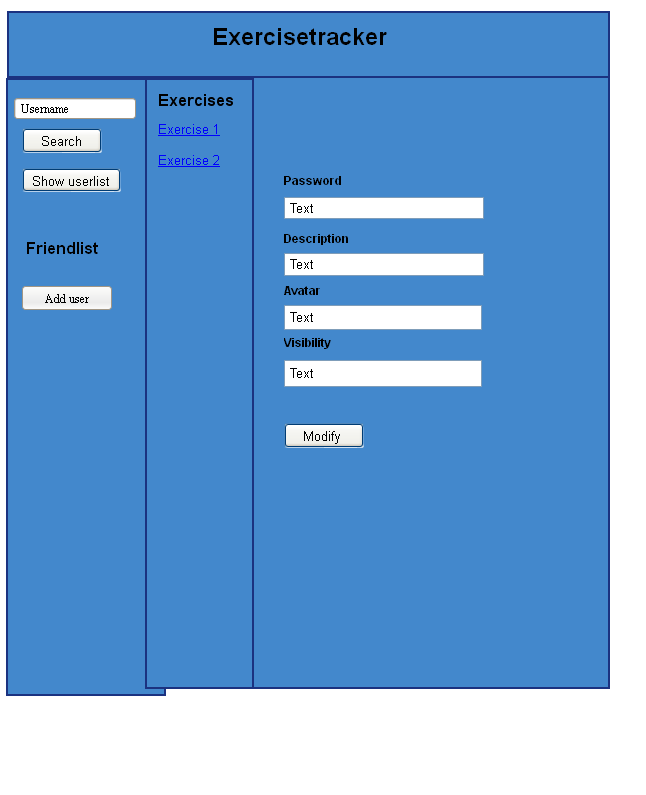 Exercisetracker
Username
Search
Show userlist
Friendlist
Add user
Exercises
Exercise 1
Exercise 2
Password
Text
Description
Text
Avatar
Text
Visibility
Text
Modify